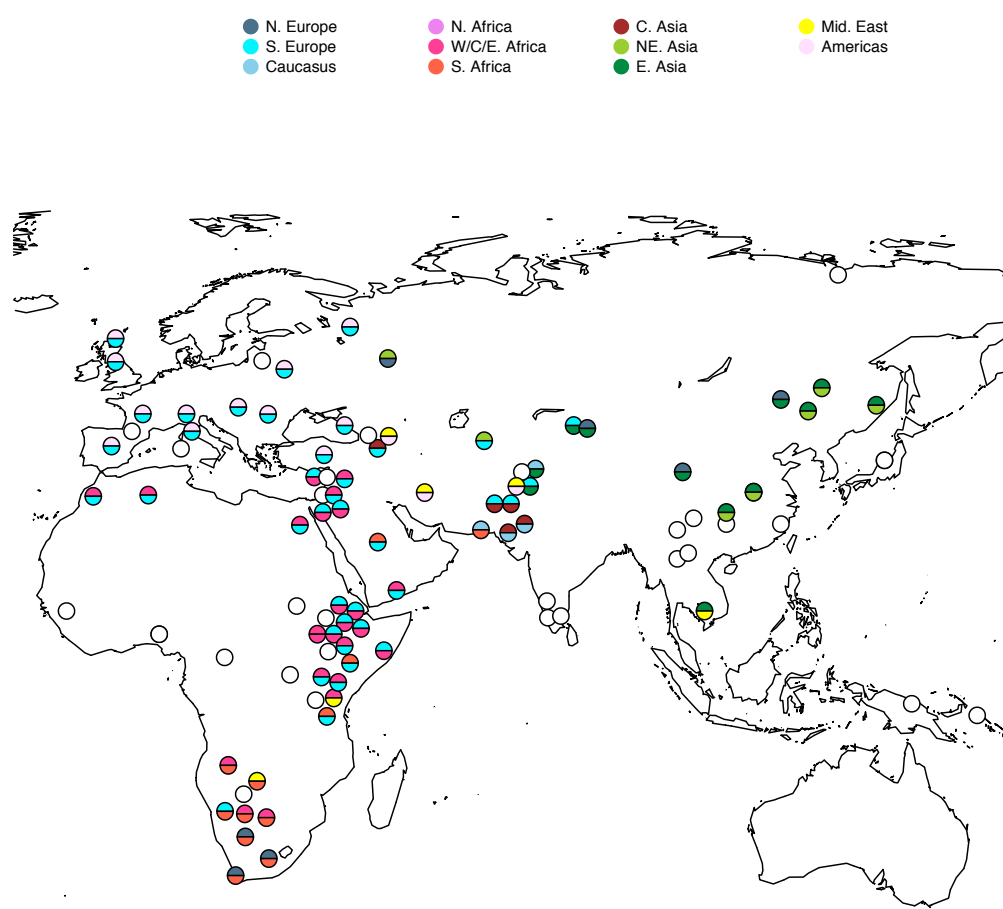 N. Europe N. Africa C. Asia Mid. East
S. Europe W/C/E. Africa NE. Asia Americas
Caucasus S. Africa E. Asia